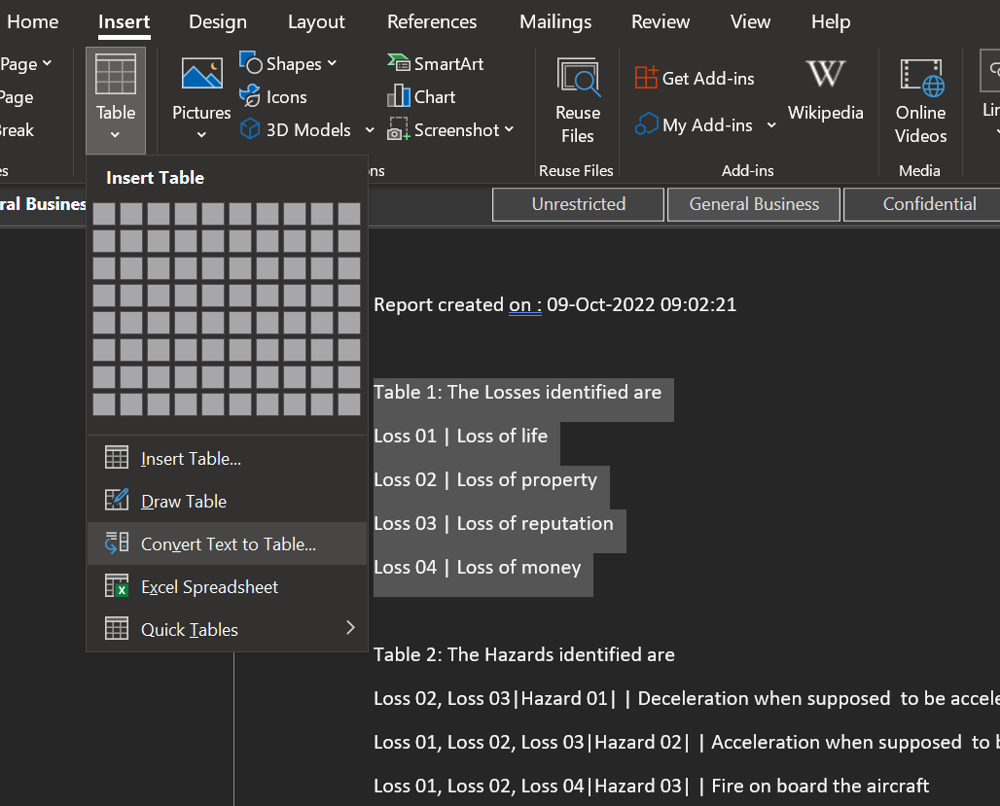 Home Insert Design Layout References Mailings Review View Help
Page
Page
Break
Table
Pictures
Shapes
Icons
3D Models
SmartArt
Chart
Screenshot
Reuse
Files
Reuse Files
Get Add-ins
My Add-ins
Wikipedia
Add-ins
Online
Videos
Media
Insert Table
ral Business
Unrestricted General Business Confidential
Insert Table...
Draw Table
Convert Text to Table...
Excel Spreadsheet
Quick Tables
Report created on : 09-Oct-2022 09:02:21
Table 1: The Losses identified are
Loss 01 | Loss of life
Loss 02 | Loss of property
Loss 03 | Loss of reputation
Loss 04 | Loss of money
Table 2: The Hazards identified are
Loss 02, Loss 03|Hazard 01| | Deceleration when supposed to be accele
Loss 01, Loss 02, Loss 03|Hazard 02| | Acceleration when supposed to b
Loss 01, Loss 02, Loss 04|Hazard 03| | Fire on board the aircraft